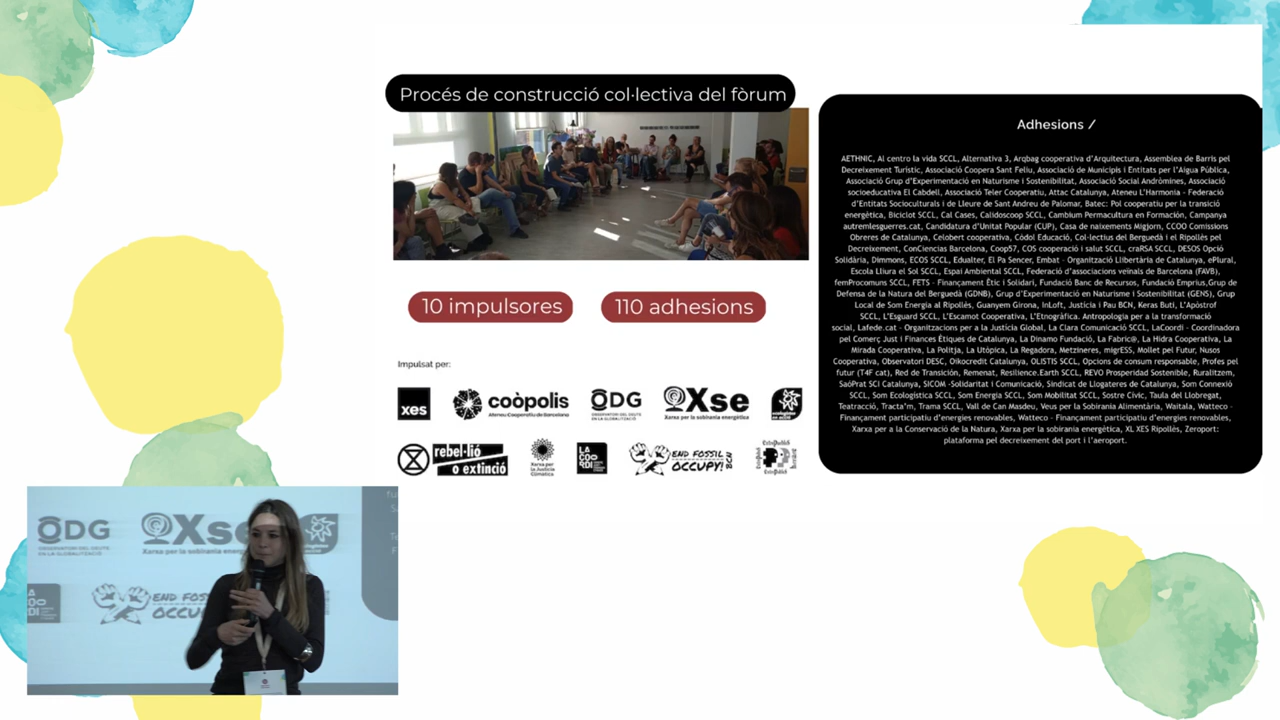 Procés de construcció col·lectiva del fòrum
10 impulsores
110 adhesions
Impulsat per:
xes
coòpolis
Ateneu Cooperatiu de Barcelona
ODG
OBSERVATORI DEL DEUTE
EN LA GLOBALITZACIÓ
Xse
Xarxa per la sobirania energètica
rebel·lió
o extinció
Xarxa per
la Justícia
Climàtica
LA
CO
OR
DI
END FOSSIL
OCCUPY!
BCN
Adhesions /
AETHNIC, Al centro la vida SCCL, Alternativa 3, Arqbag cooperativa d'Arquitectura, Assemblea de Barris pel
Decreixement Turístic, Associació Coopera Sant Feliu, Associació de Municipis i Entitats per l'Aigua Pública,
Associació Grup d'Experimentació en Naturisme i Sostenibilitat, Associació Social Andròmines, Associació
socioeducativa El Cabdell, Associació Teler Cooperatiu, Attac Catalunya, Ateneu L'Harmonia - Federació
d'Entitats Socioculturals i de Lleure de Sant Andreu de Palomar, Batec: Pol cooperatiu per la transició
energètica, Biciclot SCCL, Cal Cases, Calidoscoop SCCL, Cambium Permacultura en Formación, Campanya
autremlesguerres.cat, Candidatura d'Unitat Popular (CUP), Casa de naixements Migjorn, CCOO Comissions
Obreres de Catalunya, Celobert cooperativa, Còdol Educació, Col·lectius del Berguedà i el Ripollès pel
Decreixement, ConCiencias Barcelona, Coop57, COS cooperació i salut SCCL, craRSA SCCL, DESOS Opció
Solidària, Dimmons, ECOS SCCL, Edualter, El Pa Sencer, Embat - Organització Llibertària de Catalunya, ePlural,
Escola Lliura el Sol SCCL, Espai Ambiental SCCL, Federació d'associacions veïnals de Barcelona (FAVB),
femProcomuns SCCL, FETS - Finançament Ètic i Solidari, Fundació Banc de Recursos, Fundació Emprius,Grup de
Defensa de la Natura del Berguedà (GDNB), Grup d'Experimentació en Naturisme i Sostenibilitat (GENS), Grup
Local de Som Energia al Ripollès, Guanyem Girona, InLoft, Justícia i Pau BCN, Keras Buti, L'Apòstrof
SCCL, L'Esguard SCCL, L'Escamot Cooperativa, L'Etnogràfica. Antropologia per a la transformació
social, Lafede.cat - Organitzacions per a la Justícia Global, La Clara Comunicació SCCL, LaCoordi - Coordinadora
pel Comerç Just i Finances Ètiques de Catalunya, La Dinamo Fundació, La Fabric@, La Hidra Cooperativa, La
Mirada Cooperativa, La Politja, La Utòpica, La Regadora, Metzineres, migrESS, Mollet pel Futur, Nusos
Cooperativa, Observatori DESC, Oikocredit Catalunya, OLISTIS SCCL, Opcions de consum responsable, Profes pel
futur (T4F cat), Red de Transición, Remenat, Resilience.Earth SCCL, REVO Prosperidad Sostenible, Ruralitzem,
SaóPrat SCI Catalunya, SICOM -Solidaritat i Comunicació, Sindicat de Llogateres de Catalunya, Som Connexió
SCCL, Som Ecologística SCCL, Som Energia SCCL, Som Mobilitat SCCL, Sostre Cívic, Taula del Llobregat,
Teatracció, Tracta'm, Trama SCCL, Vall de Can Masdeu, Veus per la Sobirania Alimentària, Waitala, Watteco -
Finançament participatiu d'energies renovables, Watteco - Finançament participatiu d'energies renovables,
Xarxa per a la Conservació de la Natura, Xarxa per la sobirania energètica, XL XES Ripollès, Zeroport:
plataforma pel decreixement del port i l'aeroport.
ODG
OBSERVATORI DEL DEUTE
EN LA GLOBALITZACIÓ
Xse
Xarxa per la sobirania
END